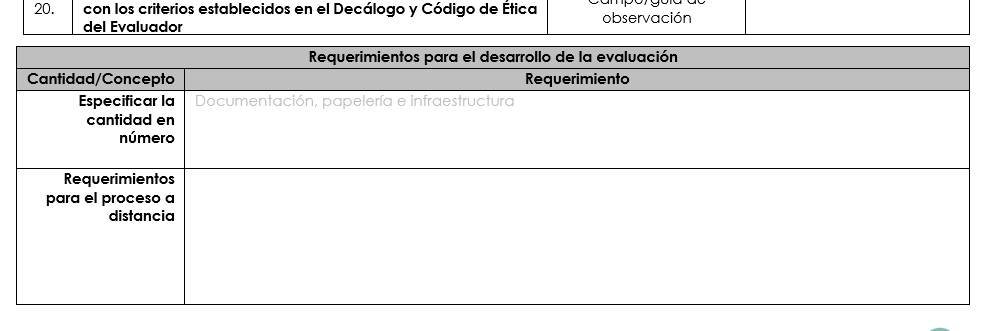 Campo/guía de
20.
con los criterios establecidos en el Decálogo y Código de Ética
observación
del Evaluador
Requerimientos para el desarrollo de la evaluación
Cantidad/Concepto
Requerimiento
Especificar la
cantidad en
número
Documentación, papelería e infraestructura
Requerimientos
para el proceso a
distancia